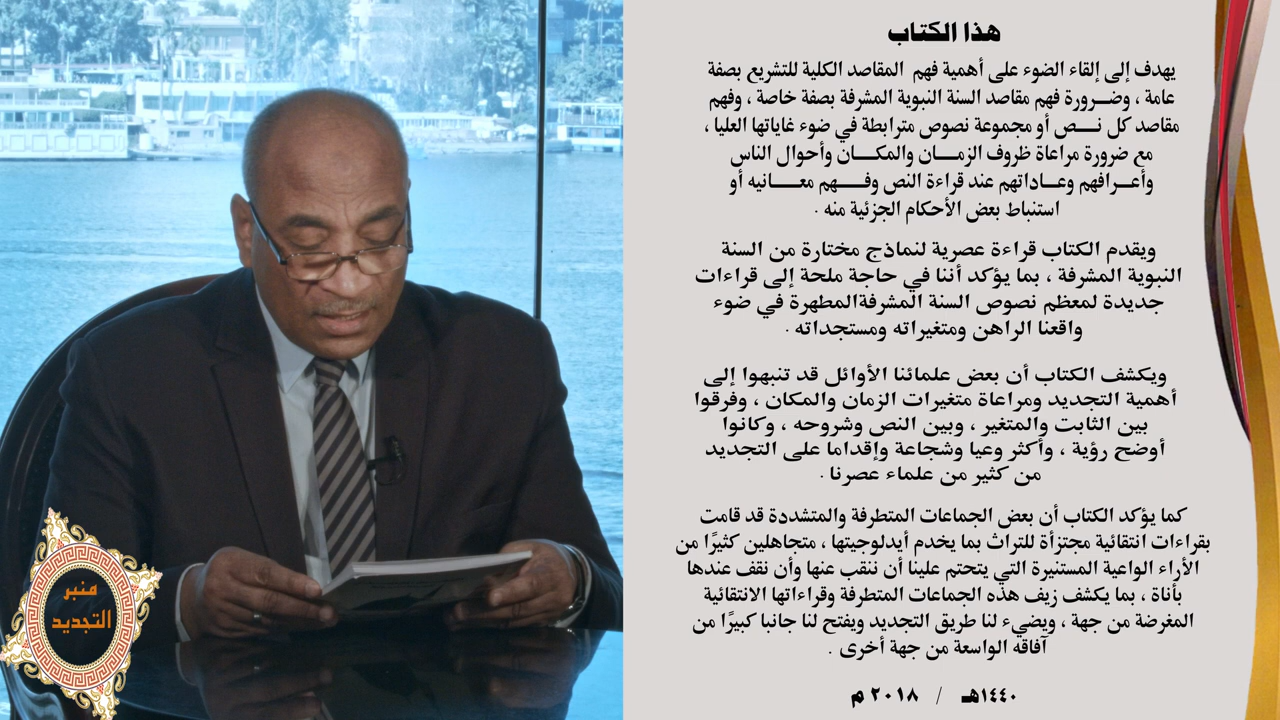 هذا الكتاب
يهدف إلى إلقاء الضوء على أهمية فهم المقاصد الكلية للتشريع بصفة
عامة ، وضـرورة فهم مقاصد السنة النبوية المشرفة بصفة خاصة ، وفهم
مقاصد كل نـــص أو مجموعة نصوص مترابطة في ضوء غاياتها العليا ،
مع ضرورة مراعاة ظروف الزمـــان والمكـــان وأحوال الناس
وأعـــرافهم وعـــاداتهم عند قراءة النص وفـــهم معـــانيه أو
استنباط بعض الأحكام الجزئية منه .
ويقدم الكتاب قراءة عصرية لنماذج مختارة من السنة
النبوية المشرفة ، بما يؤكد أننا في حاجة ملحة إلى قراءات
جديدة لمعظم نصوص السنة المشرفةالمطهرة في ضوء
واقعنا الراهن ومتغيراته ومستجداته .
ويكشف الكتاب أن بعض علمائنا الأوائل قد تنبهوا إلى
أهمية التجديد ومراعاة متغيرات الزمان والمكان ، وفرقوا
بين الثابت والمتغير ، وبين النص وشروحه ، وكانوا
أوضح رؤية ، وأكثر وعيا وشجاعة وإقداما على التجديد
من كثير من علماء عصرنا .
كما يؤكد الكتاب أن بعض الجماعات المتطرفة والمتشددة قد قامت
بقراءات انتقائية مجتزأة للتراث بما يخدم أيدلوجيتها ، متجاهلين كثيرًا من
الأراء الواعية المستنيرة التي يتحتم علينا أن ننقب عنها وأن نقف عندها
بأناة ، بما يكشف زيف هذه الجماعات المتطرفة وقراءاتها الانتقائية
المغرضة من جهة ، ويضيء لنا طريق التجديد ويفتح لنا جانبا كبيرًا من
آفاقه الواسعة من جهة أخرى .
١٤٤٠هـ / ٢٠١٨ م
منبر
التجديد